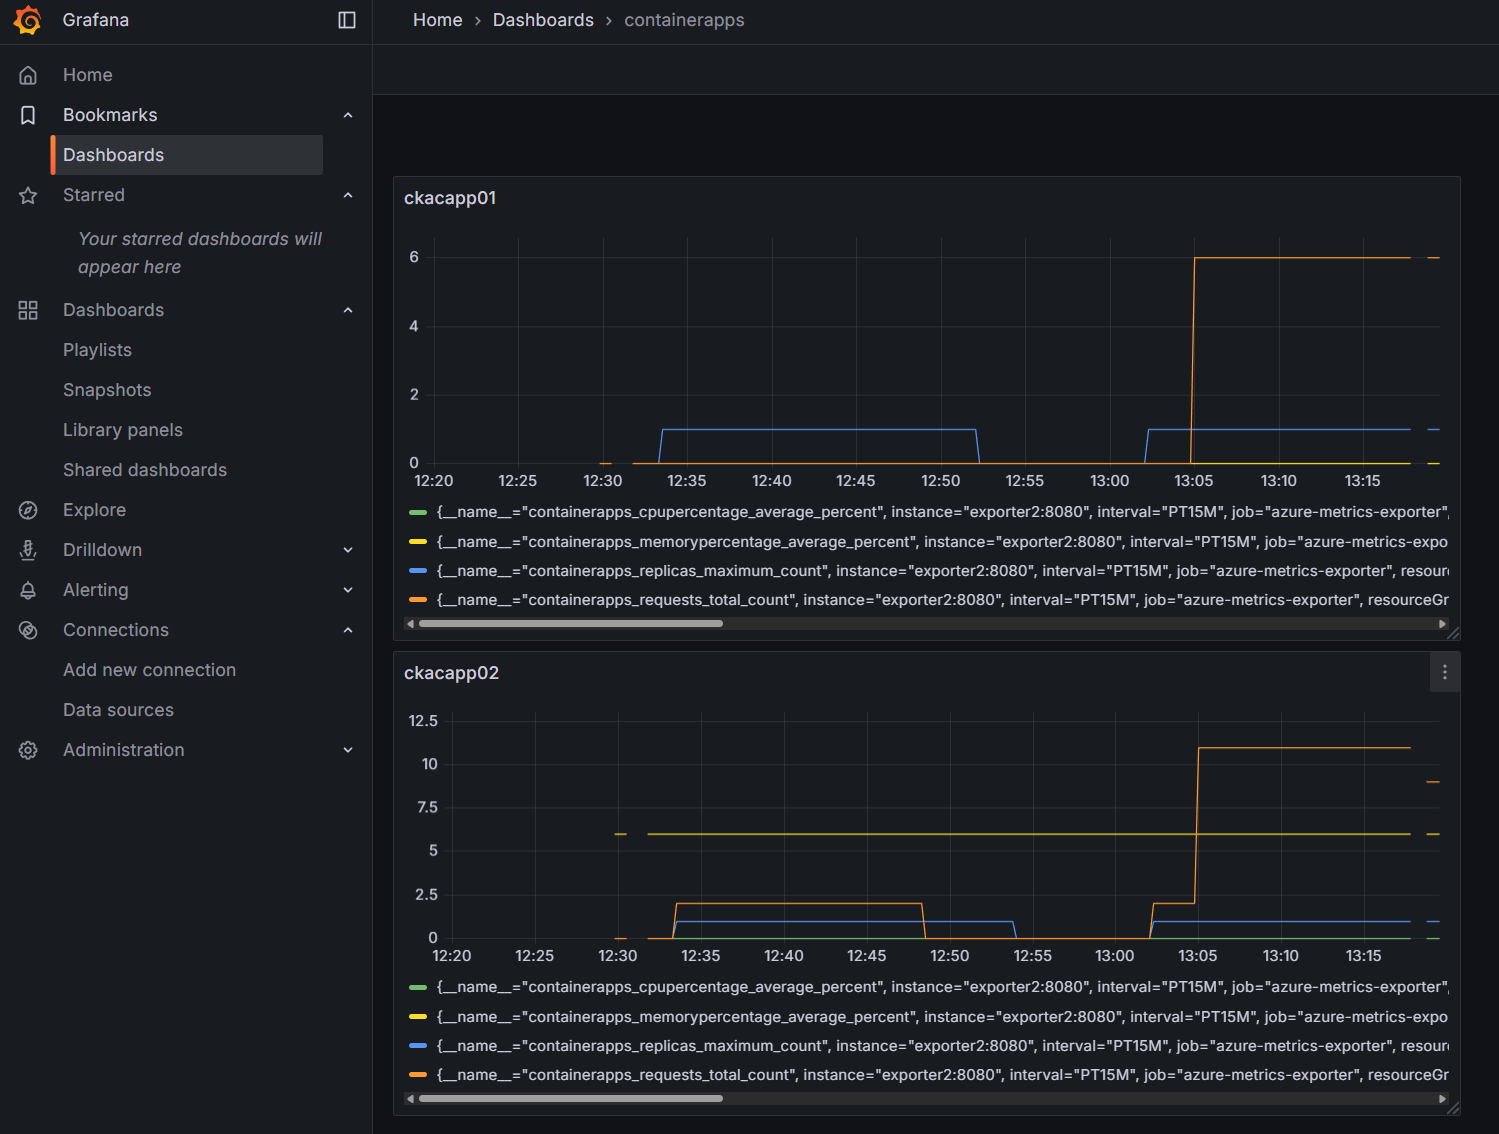 Grafana
Home › Dashboards › containerapps
Home
Bookmarks
Dashboards
Starred
Your starred dashboards will
appear here
Dashboards
Playlists
Snapshots
Library panels
Shared dashboards
Explore
Drilldown
Alerting
Connections
Add new connection
Data sources
Administration
ckacapp01
6
4
2
0
12:20 12:25 12:30 12:35 12:40 12:45 12:50 12:55 13:00 13:05 13:10 13:15
{__name__="containerapps_cpupercentage_average_percent", instance="exporter2:8080", interval="PT15M", job="azure-metrics-exporter",
{__name__="containerapps_memorypercentage_average_percent", instance="exporter2:8080", interval="PT15M", job="azure-metrics-expo
{__name__="containerapps_replicas_maximum_count", instance="exporter2:8080", interval="PT15M", job="azure-metrics-exporter", resour
{__name__="containerapps_requests_total_count", instance="exporter2:8080", interval="PT15M", job="azure-metrics-exporter", resourceGr
ckacapp02
12.5
10
7.5
5
2.5
0
12:20 12:25 12:30 12:35 12:40 12:45 12:50 12:55 13:00 13:05 13:10 13:15
{__name__="containerapps_cpupercentage_average_percent", instance="exporter2:8080", interval="PT15M", job="azure-metrics-exporter",
{__name__="containerapps_memorypercentage_average_percent", instance="exporter2:8080", interval="PT15M", job="azure-metrics-expo
{__name__="containerapps_replicas_maximum_count", instance="exporter2:8080", interval="PT15M", job="azure-metrics-exporter", resour
{__name__="containerapps_requests_total_count", instance="exporter2:8080", interval="PT15M", job="azure-metrics-exporter", resourceGr